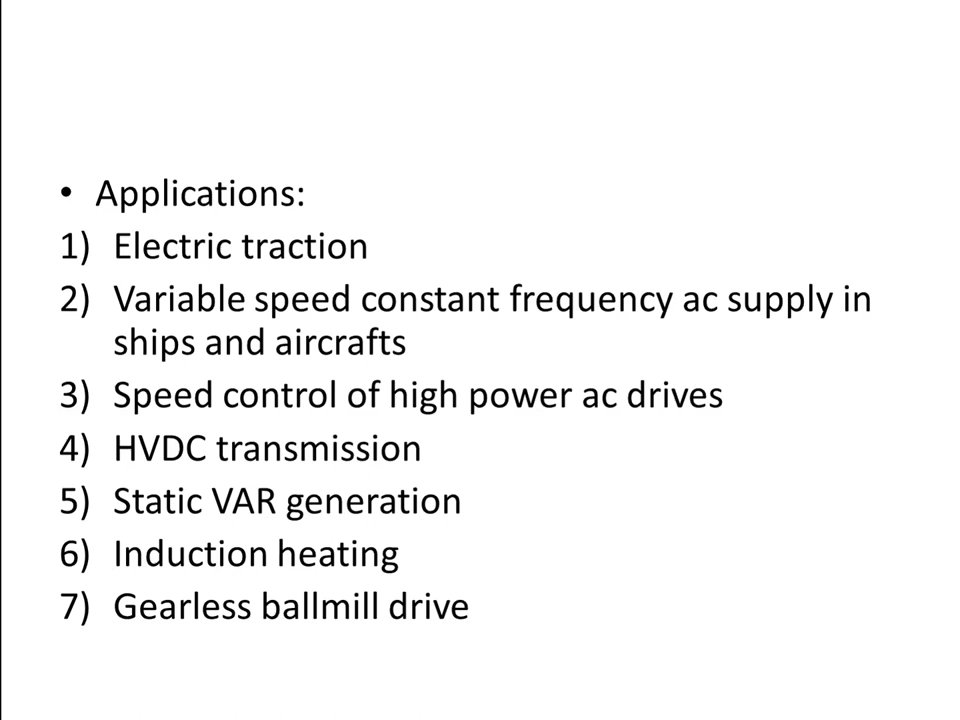 • Applications:
1) Electric traction
2) Variable speed constant frequency ac supply in
ships and aircrafts
3) Speed control of high power ac drives
4) HVDC transmission
5) Static VAR generation
6) Induction heating
7) Gearless ballmill drive